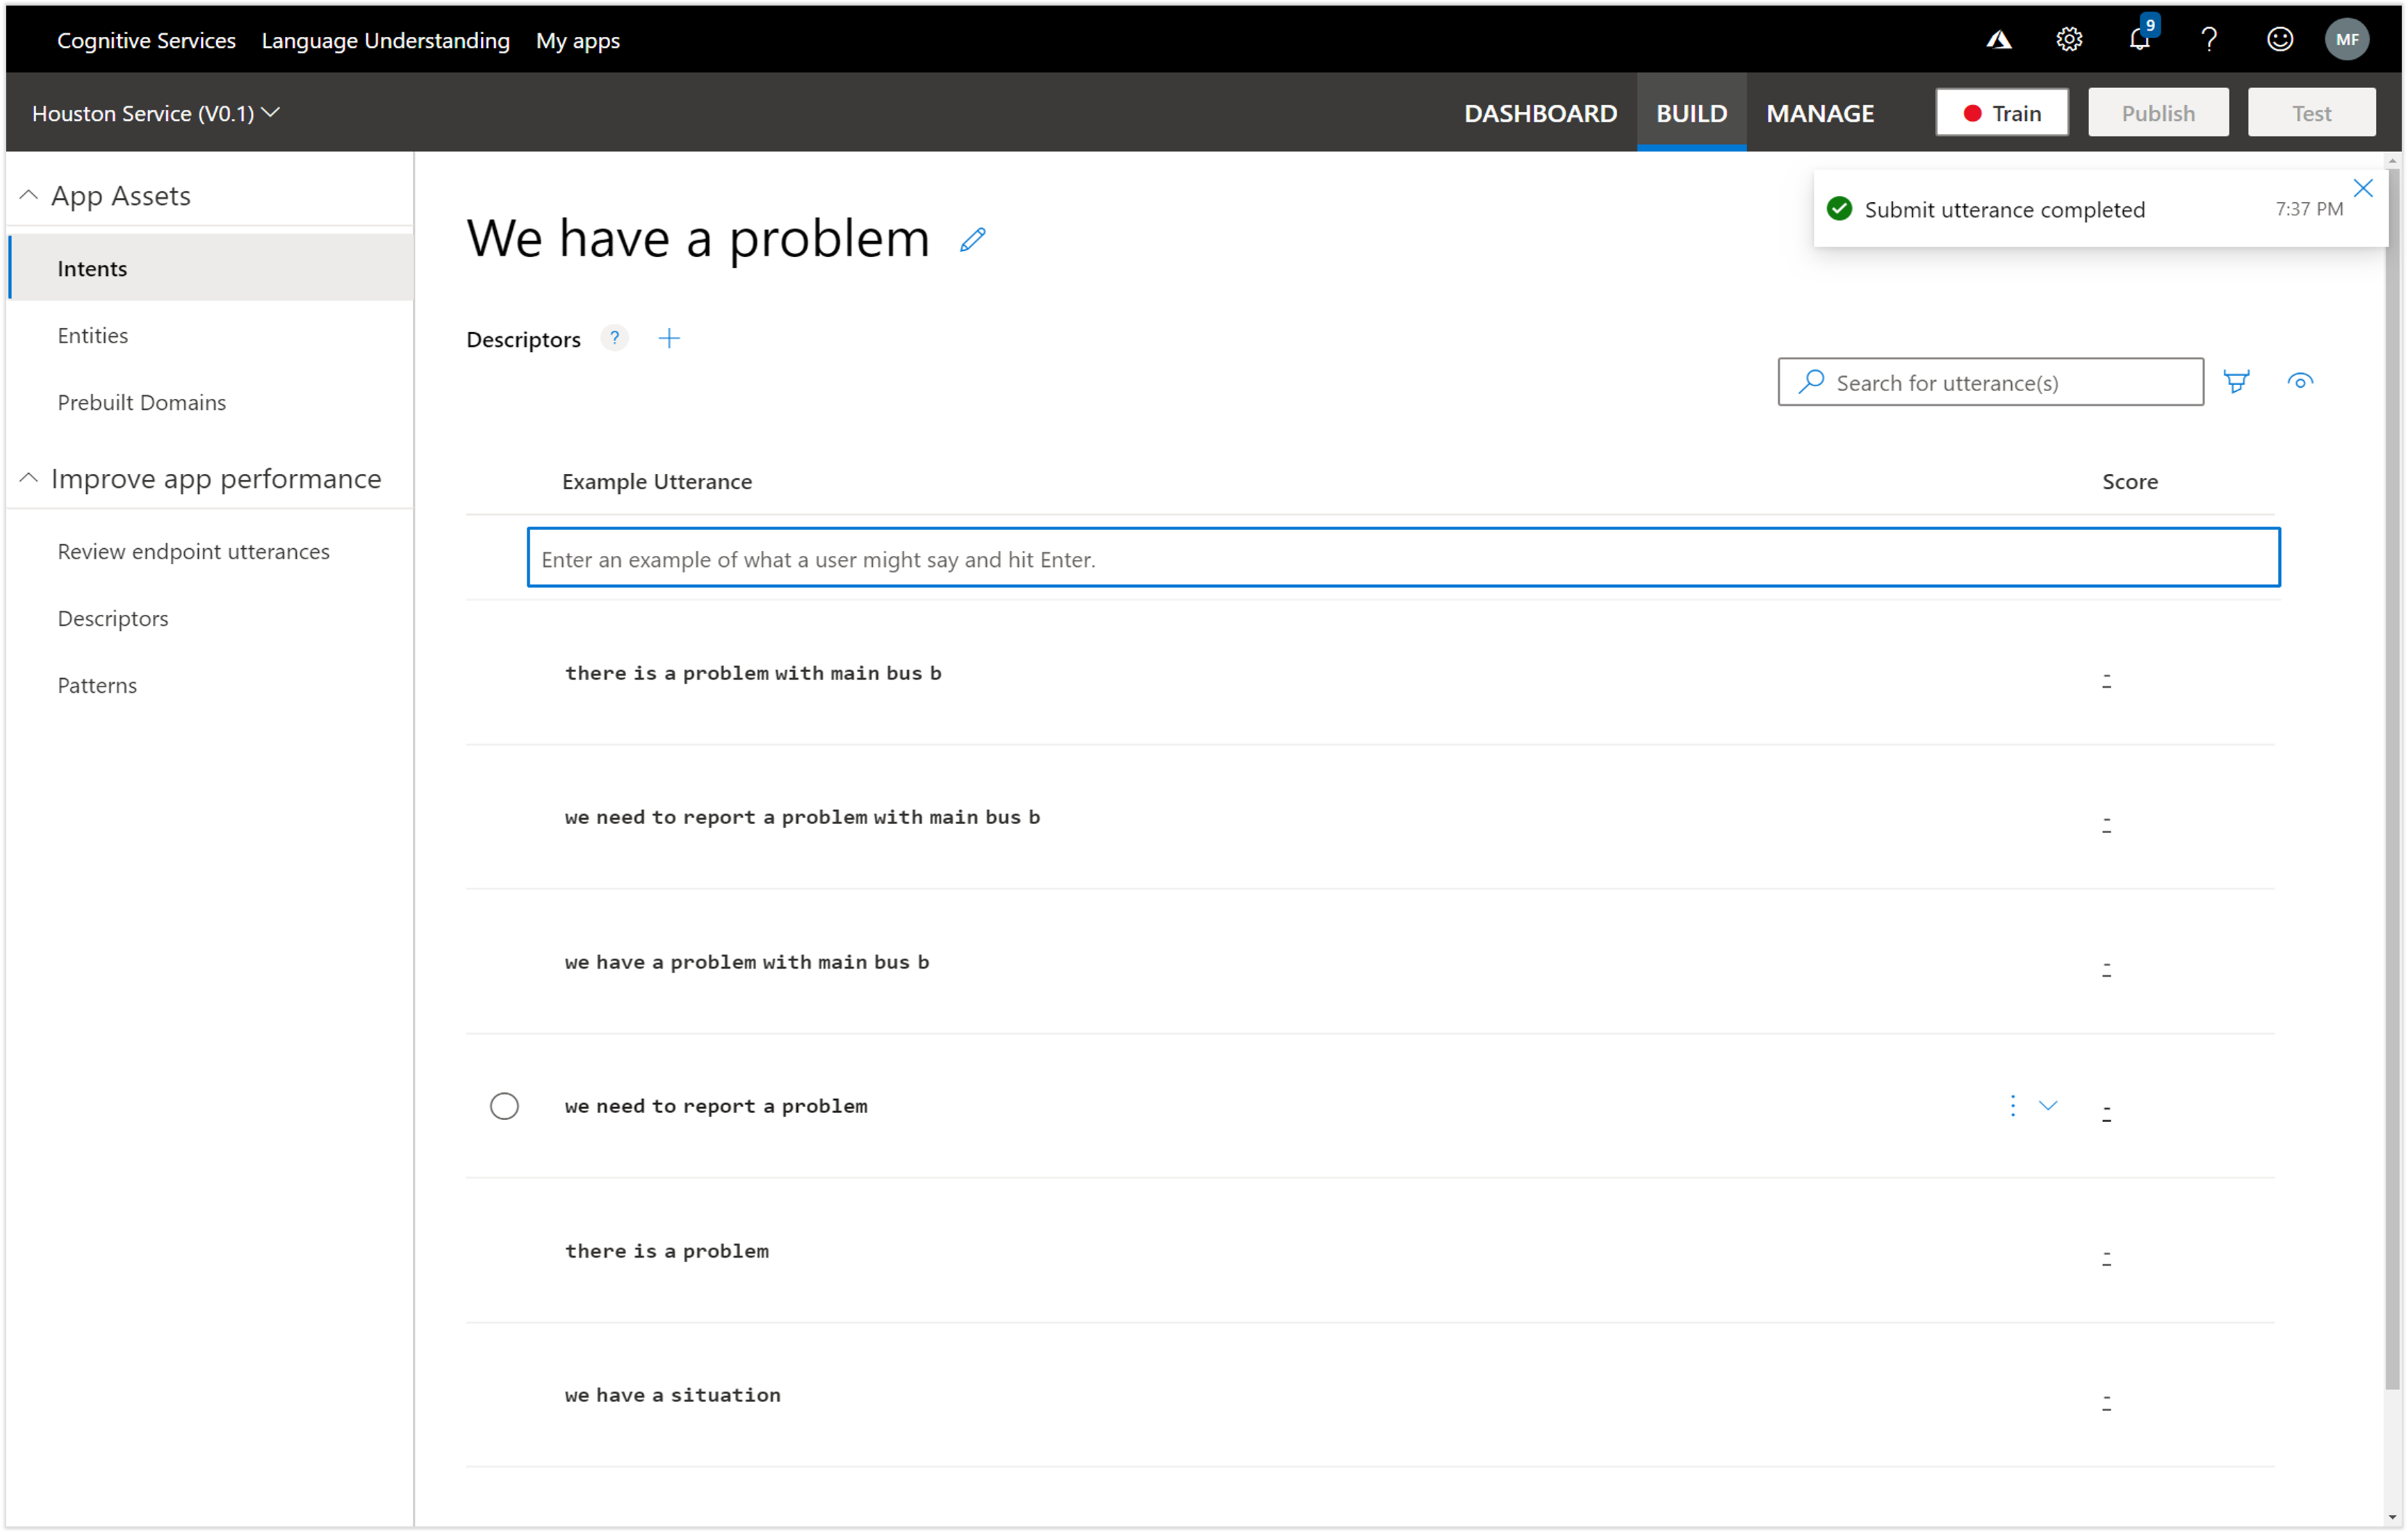 Cognitive Services Language Understanding My apps 9 ? MF
Houston Service (V0.1) DASHBOARD BUILD MANAGE Train Publish Test
App Assets
Intents
Entities
Prebuilt Domains
Improve app performance
Review endpoint utterances
Descriptors
Patterns
Submit utterance completed 7:37 PM
We have a problem
Descriptors ? +
Search for utterance(s)
Example Utterance Score
Enter an example of what a user might say and hit Enter.
there is a problem with main bus b -
we need to report a problem with main bus b -
we have a problem with main bus b -
we need to report a problem -
there is a problem -
we have a situation -